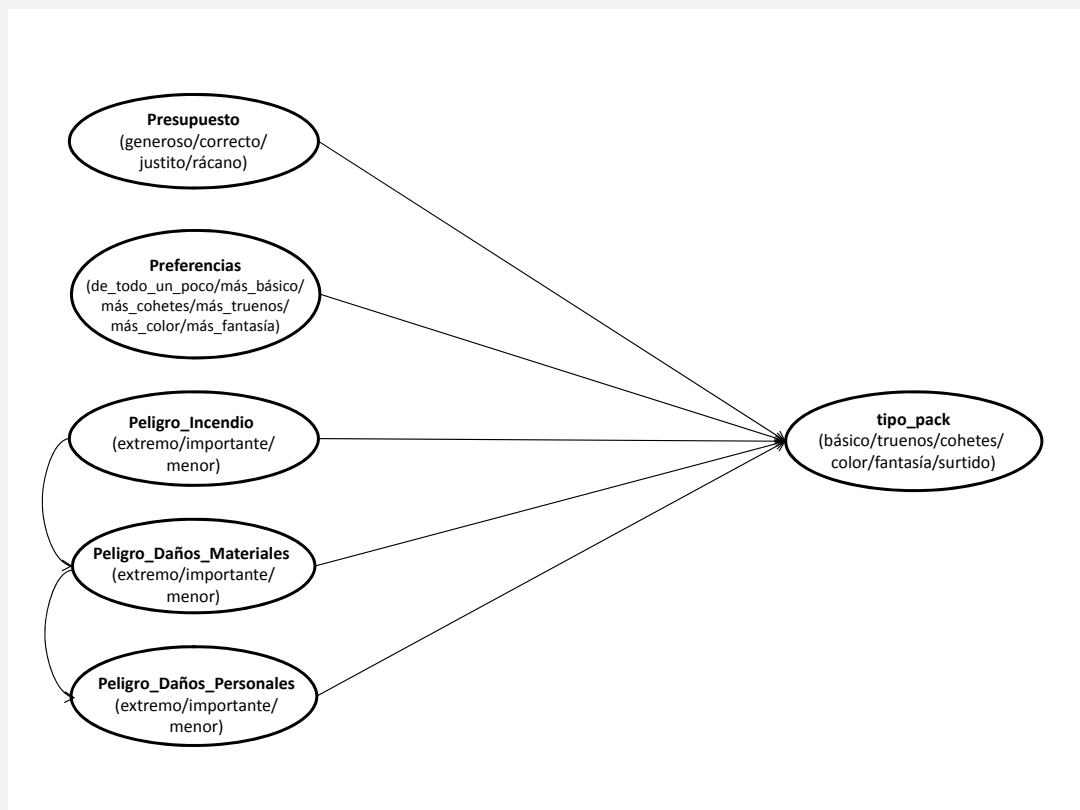 Presupuesto
(generoso/correcto/
justito/rácano)
Preferencias
(de_todo_un_poco/más_básico/
más_cohetes/más_truenos/
más_color/más_fantasía)
Peligro_Incendio
(extremo/importante/
menor)
tipo_pack
(básico/truenos/cohetes/
color/fantasía/surtido)
Peligro_Daños_Materiales
(extremo/importante/
menor)
Peligro_Daños_Personales
(extremo/importante/
menor)